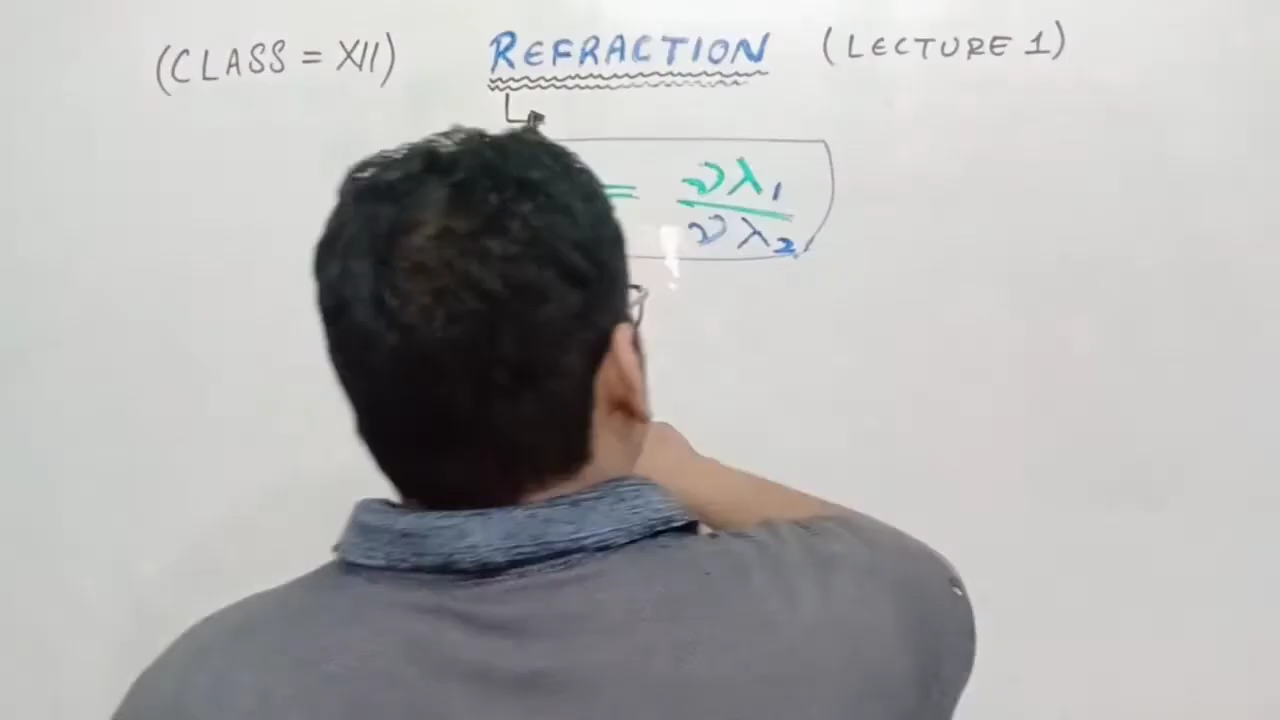 (CLASS = XII) REFRACTION (LECTURE 1)
= νλ₁
νλ₂